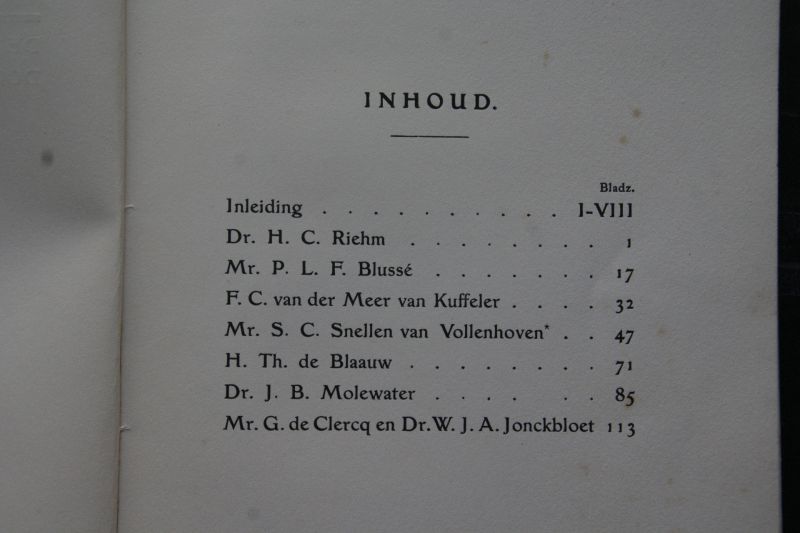 INHOUD.
Bladz.
Inleiding . . . . . . . . . . I-VIII
Dr. H. C. Riehm . . . . . . . . 1
Mr. P. L. F. Blussé . . . . . . . 17
F. C. van der Meer van Kuffeler . . . . 32
Mr. S. C. Snellen van Vollenhoven* . . 47
H. Th. de Blaauw . . . . . . . . 71
Dr. J. B. Molewater . . . . . . 85
Mr. G. de Clercq en Dr. W. J. A. Jonckbloet 113